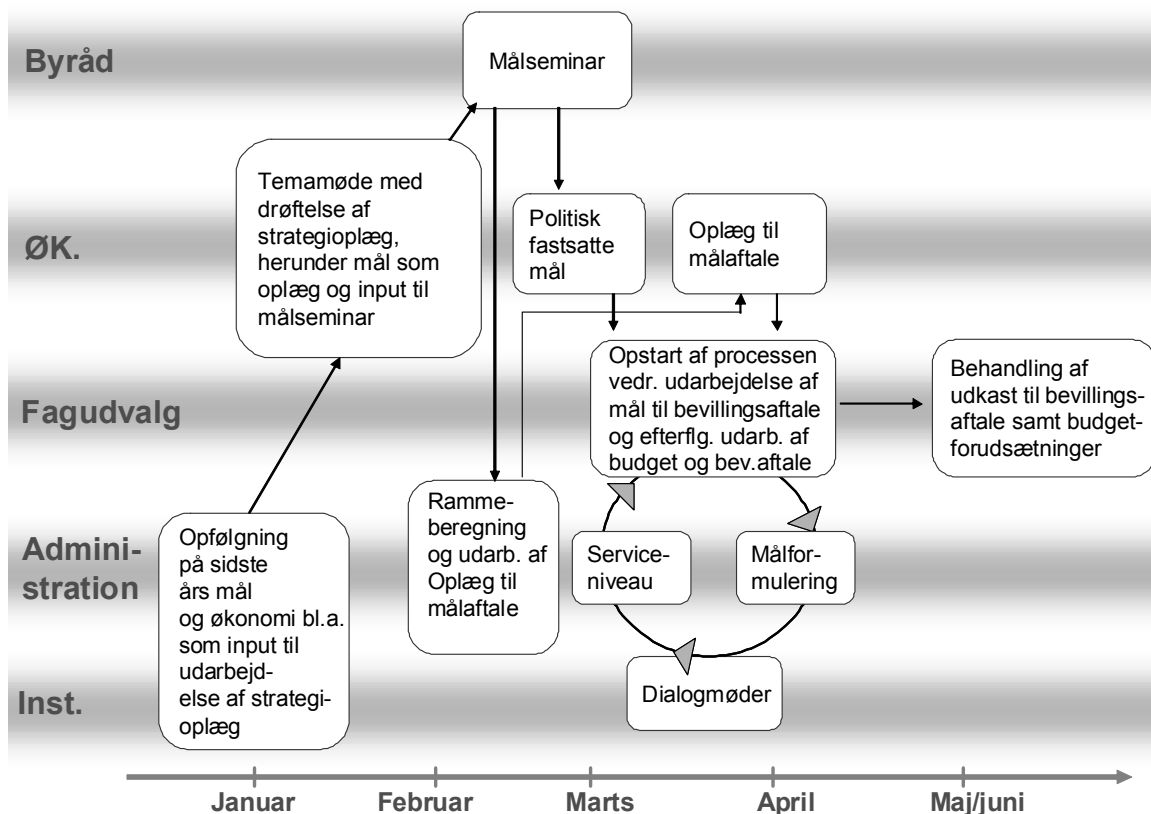 Byråd
Målseminar
Temamøde med
drøftelse af
strategioplæg,
herunder mål som
oplæg og input til
målseminar
ØK.
Politisk
fastsatte
mål
Oplæg til
målaftale
Fagudvalg
Opstart af processen
vedr. udarbejdelse af
mål til bevillingsaftale
og efterflg. udarb. af
budget og bev.aftale
Behandling af
udkast til bevillings-
aftale samt budget-
forudsætninger
Admini-
stration
Opfølgning
på sidste
års mål
og økonomi bl.a.
som input til
udarbejd-
else af strategi-
oplæg
Ramme-
beregning
og udarb. af
Oplæg til
målaftale
Service-
niveau
Målfor-
mulering
Inst.
Dialogmøder
Januar
Februar
Marts
April
Maj/juni